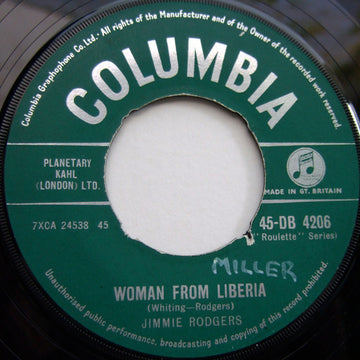 All rights of the Manufacturer and of the Owner of the recorded work reserved.
Columbia Graphophone Co. Ltd.
COLUMBIA
PLANETARY
KAHL
(LONDON) LTD.
MADE IN GT. BRITAIN
7XCA 24538 45
45-DB 4206
("Roulette" Series)
MILLER
WOMAN FROM LIBERIA
(Whiting—Rodgers)
JIMMIE RODGERS
Unauthorised public performance, broadcasting and copying of this record prohibited.